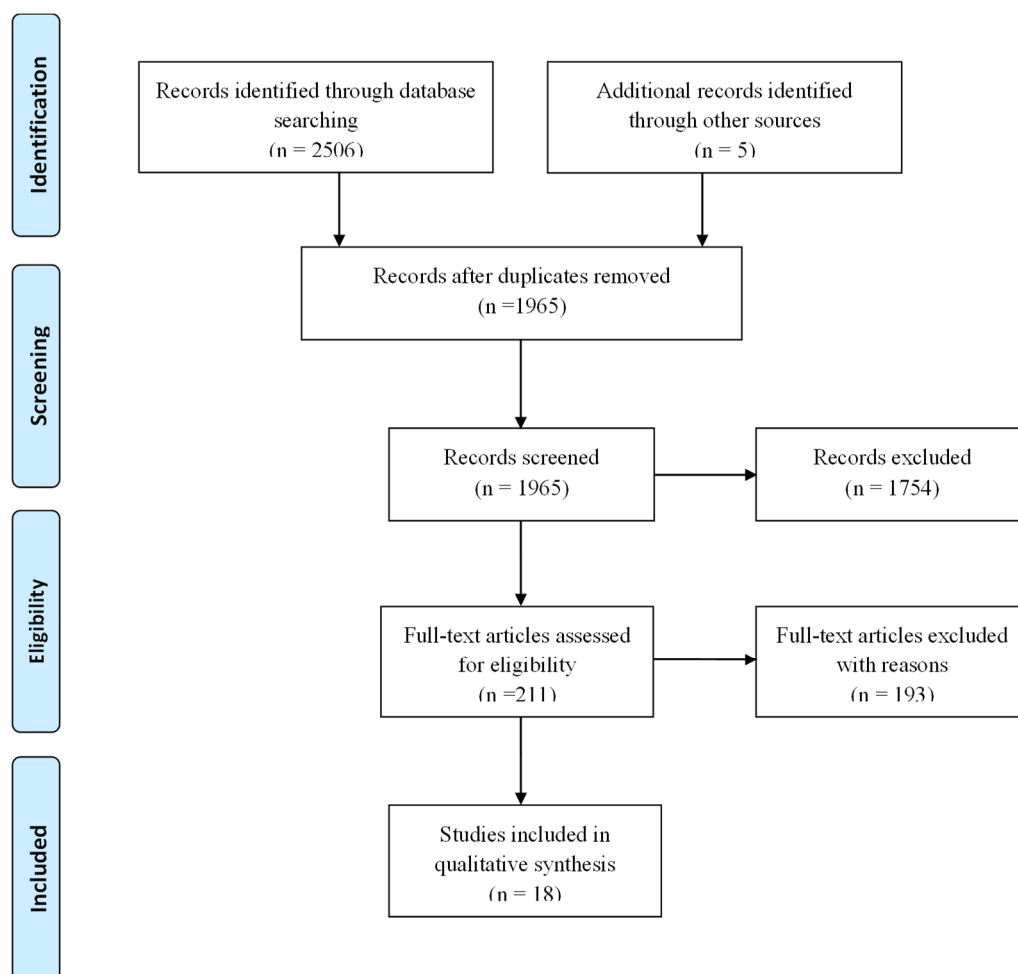 Identification
Records identified through database
searching
(n = 2506)
Additional records identified
through other sources
(n = 5)
Records after duplicates removed
(n =1965)
Screening
Records screened
(n = 1965)
Records excluded
(n = 1754)
Eligibility
Full-text articles assessed
for eligibility
(n =211)
Full-text articles excluded
with reasons
(n = 193)
Included
Studies included in
qualitative synthesis
(n = 18)